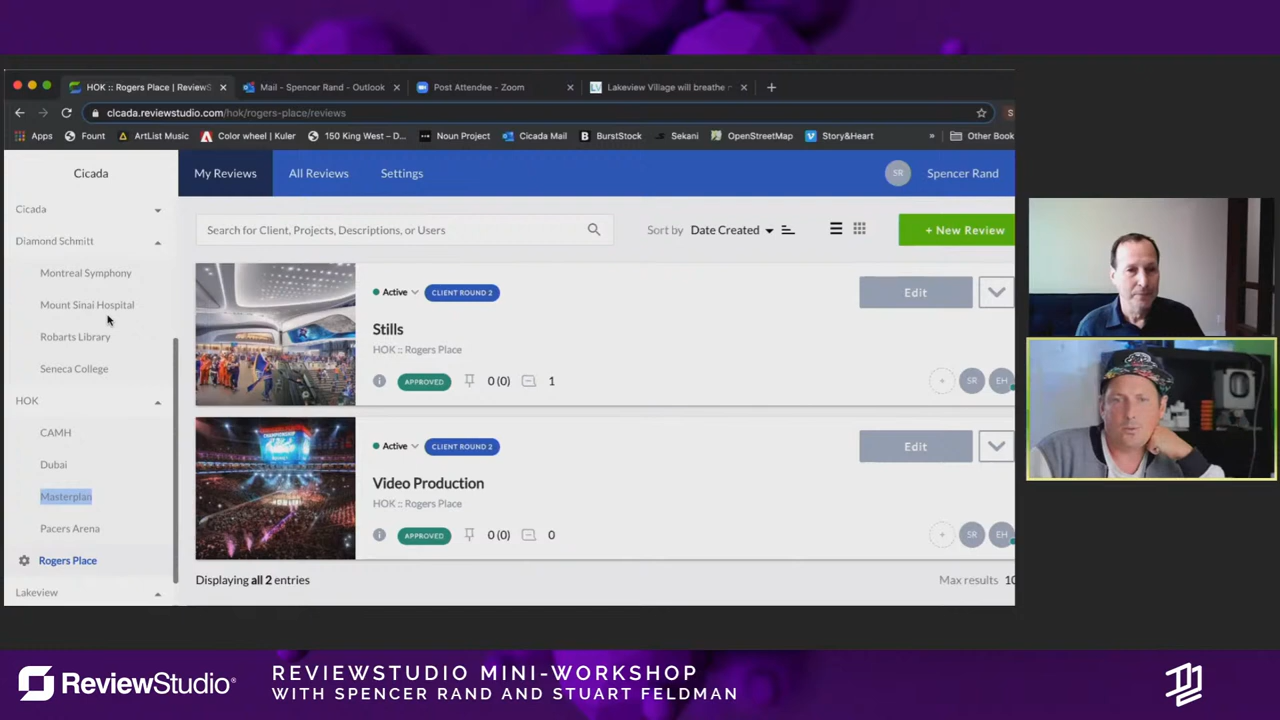 HOK :: Rogers Place | ReviewS
Mail - Spencer Rand - Outlook
Post Attendee - Zoom
Lakeview Village will breathe
clcada.reviewstudio.com/hok/rogers-place/reviews
Apps
Fount
ArtList Music
Color wheel | Kuler
150 King West – D...
Noun Project
Cicada Mail
BurstStock
Sekani
OpenStreetMap
Story&Heart
»
Other Book
Cicada
My Reviews
All Reviews
Settings
SR
Spencer Rand
Cicada
Diamond Schmitt
Montreal Symphony
Mount Sinai Hospital
Robarts Library
Seneca College
HOK
CAMH
Dubai
Masterplan
Pacers Arena
Rogers Place
Lakeview
Search for Client, Projects, Descriptions, or Users
Sort by Date Created
+ New Review
Active CLIENT ROUND 2
Edit
Stills
HOK :: Rogers Place
APPROVED 0 (0) 1
+ SR EH
Active CLIENT ROUND 2
Edit
Video Production
HOK :: Rogers Place
APPROVED 0 (0) 0
+ SR EH
Displaying all 2 entries
Max results 10
ReviewStudio®
REVIEWSTUDIO MINI-WORKSHOP
WITH SPENCER RAND AND STUART FELDMAN